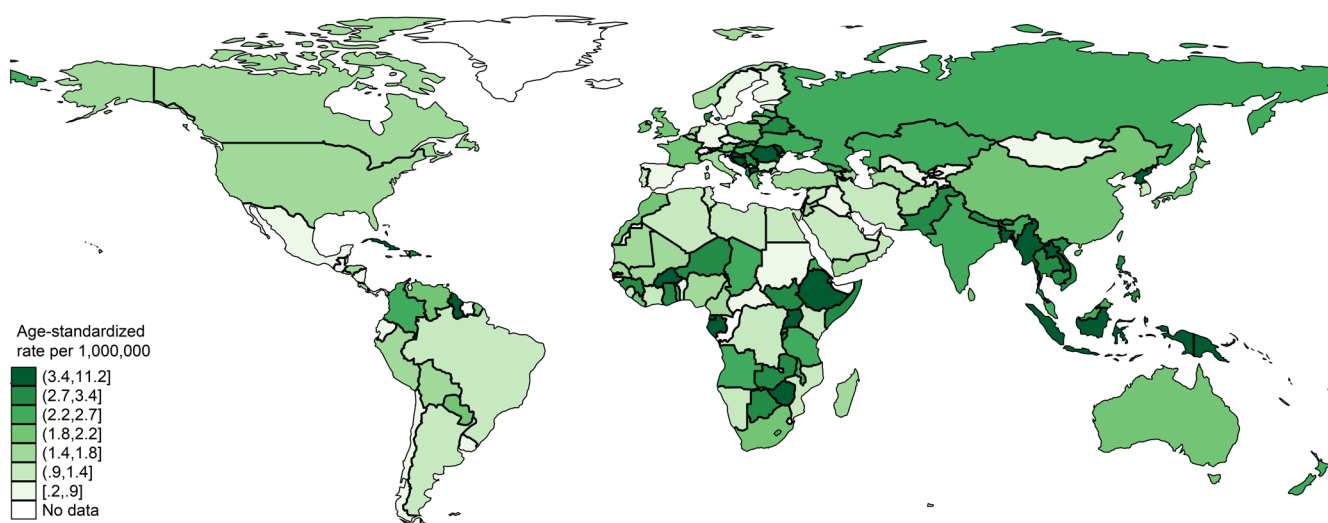 Age-standardized
rate per 1,000,000
(3.4,11.2]
(2.7,3.4]
(2.2,2.7]
(1.8,2.2]
(1.4,1.8]
(.9,1.4]
[.2,.9]
No data